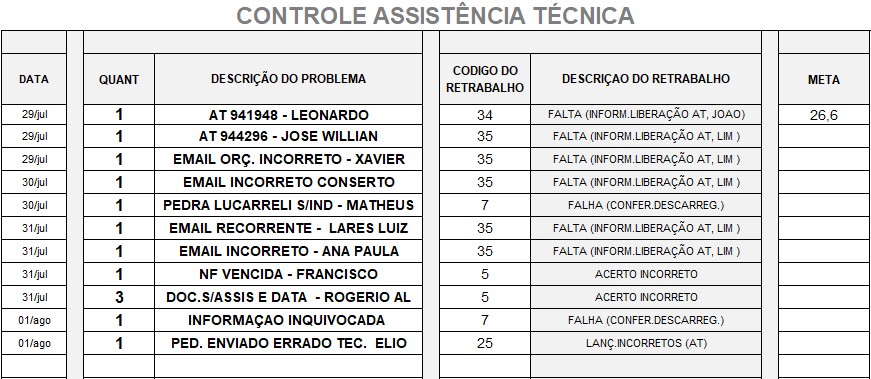 CONTROLE ASSISTÊNCIA TÉCNICA
DATA QUANT DESCRIÇÃO DO PROBLEMA CODIGO DO RETRABALHO DESCRIÇAO DO RETRABALHO META
29/jul 1 AT 941948 - LEONARDO 34 FALTA (INFORM.LIBERAÇÃO AT, JOAO) 26,6
29/jul 1 AT 944296 - JOSE WILLIAN 35 FALTA (INFORM.LIBERAÇÃO AT, LIM )
29/jul 1 EMAIL ORÇ. INCORRETO - XAVIER 35 FALTA (INFORM.LIBERAÇÃO AT, LIM )
30/jul 1 EMAIL INCORRETO CONSERTO 35 FALTA (INFORM.LIBERAÇÃO AT, LIM )
30/jul 1 PEDRA LUCARRELI S/IND - MATHEUS 7 FALHA (CONFER.DESCARREG.)
31/jul 1 EMAIL RECORRENTE - LARES LUIZ 35 FALTA (INFORM.LIBERAÇÃO AT, LIM )
31/jul 1 EMAIL INCORRETO - ANA PAULA 35 FALTA (INFORM.LIBERAÇÃO AT, LIM )
31/jul 1 NF VENCIDA - FRANCISCO 5 ACERTO INCORRETO
31/jul 3 DOC.S/ASSIS E DATA - ROGERIO AL 5 ACERTO INCORRETO
01/ago 1 INFORMAÇAO INQUIVOCADA 7 FALHA (CONFER.DESCARREG.)
01/ago 1 PED. ENVIADO ERRADO TEC. ELIO 25 LANÇ.INCORRETOS (AT)